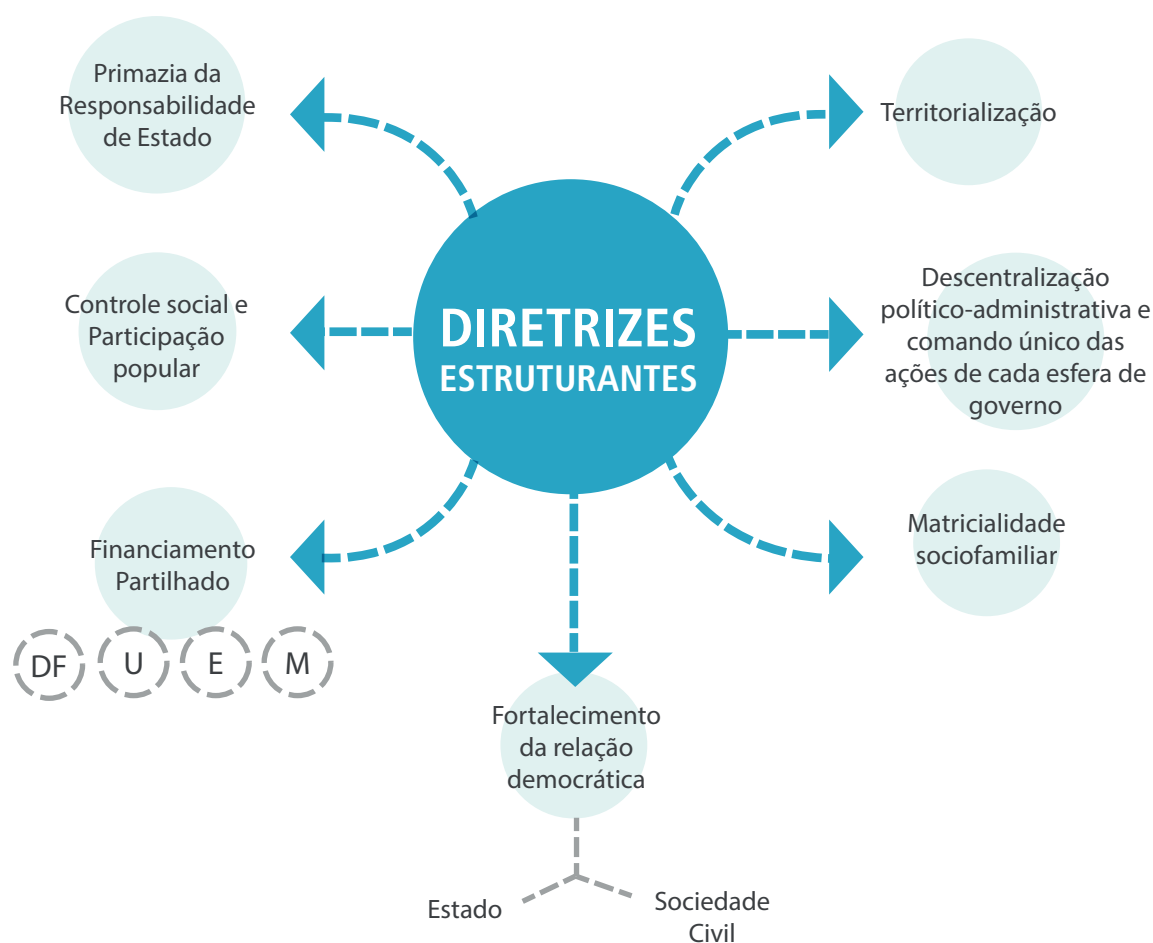 Primazia da
Responsabilidade
de Estado
Territorialização
DIRETRIZES
ESTRUTURANTES
Controle social e
Participação
popular
Descentralização
político-administrativa e
comando único das
ações de cada esfera de
governo
Financiamento
Partilhado
DF U E M
Matricialidade
sociofamiliar
Fortalecimento
da relação
democrática
Estado
Sociedade
Civil